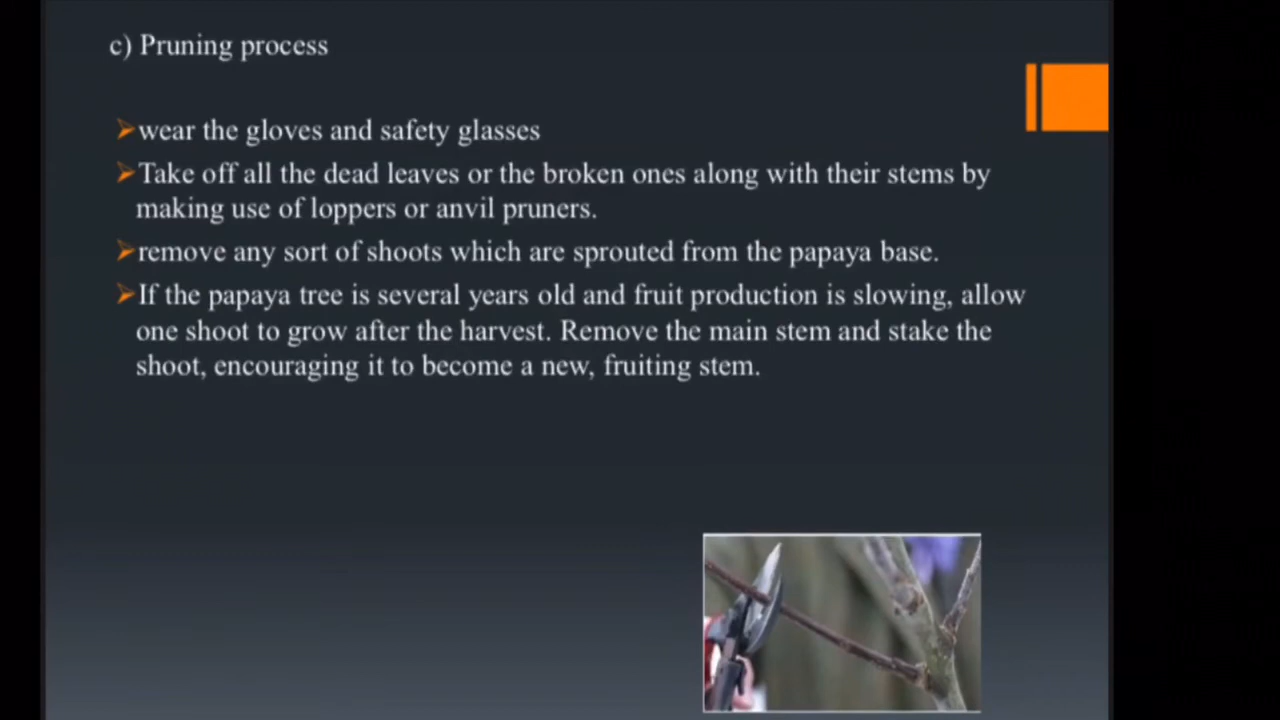 c) Pruning process
wear the gloves and safety glasses
Take off all the dead leaves or the broken ones along with their stems by
making use of loppers or anvil pruners.
remove any sort of shoots which are sprouted from the papaya base.
If the papaya tree is several years old and fruit production is slowing, allow
one shoot to grow after the harvest. Remove the main stem and stake the
shoot, encouraging it to become a new, fruiting stem.